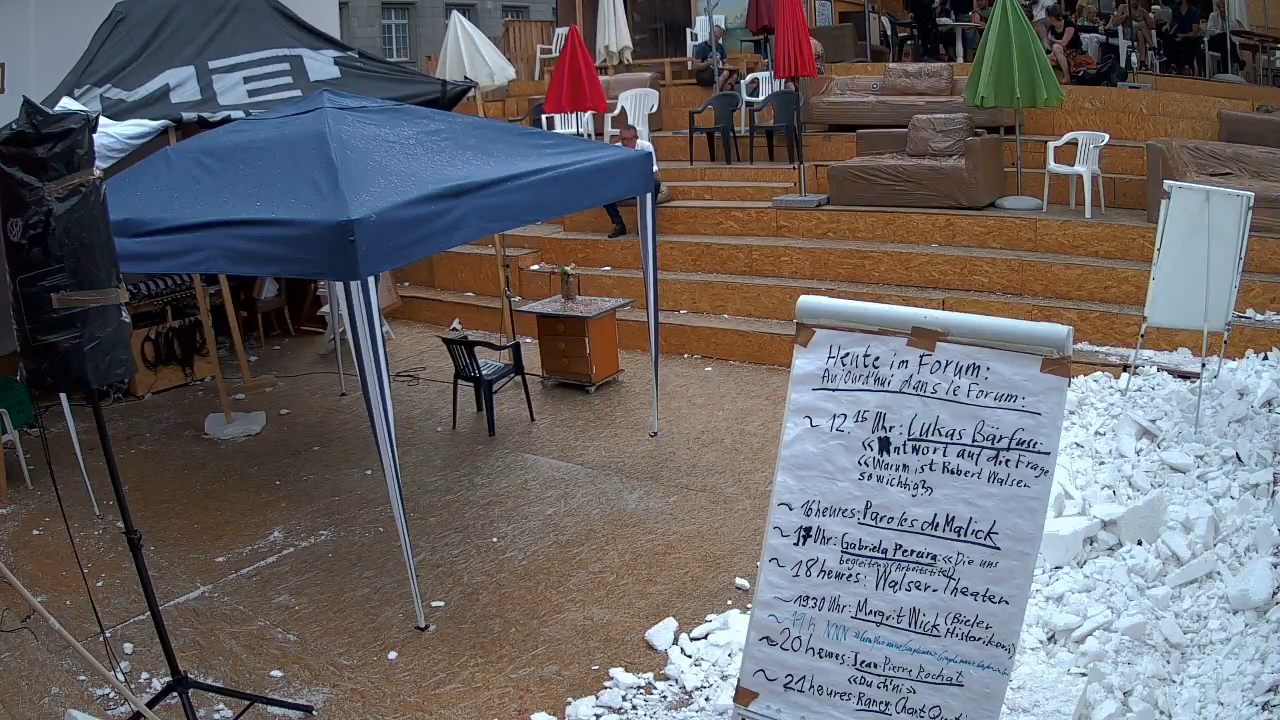 ME
Heute im Forum:
Aujourd'hui dans le Forum:
~ 12.15 Uhr: Lukas Bärfuss:
«Antwort auf die Frage
«Warum ist Robert Walser
so wichtig?»
~ 16 heures: Paroles de Malick
~ 17 Uhr: Gabriela Pereira: «Die uns
begleiten» (Arbeitstitel)
~ 18 heures: Walser-Theater
~ 19.30 Uhr: Margrit Wick (Bieler
Historikerin)
~ 19 h NNN
~ 20 heures: Jean-Pierre Rochat
«Du ch'ni»
~ 21 heures: Raney: Chant